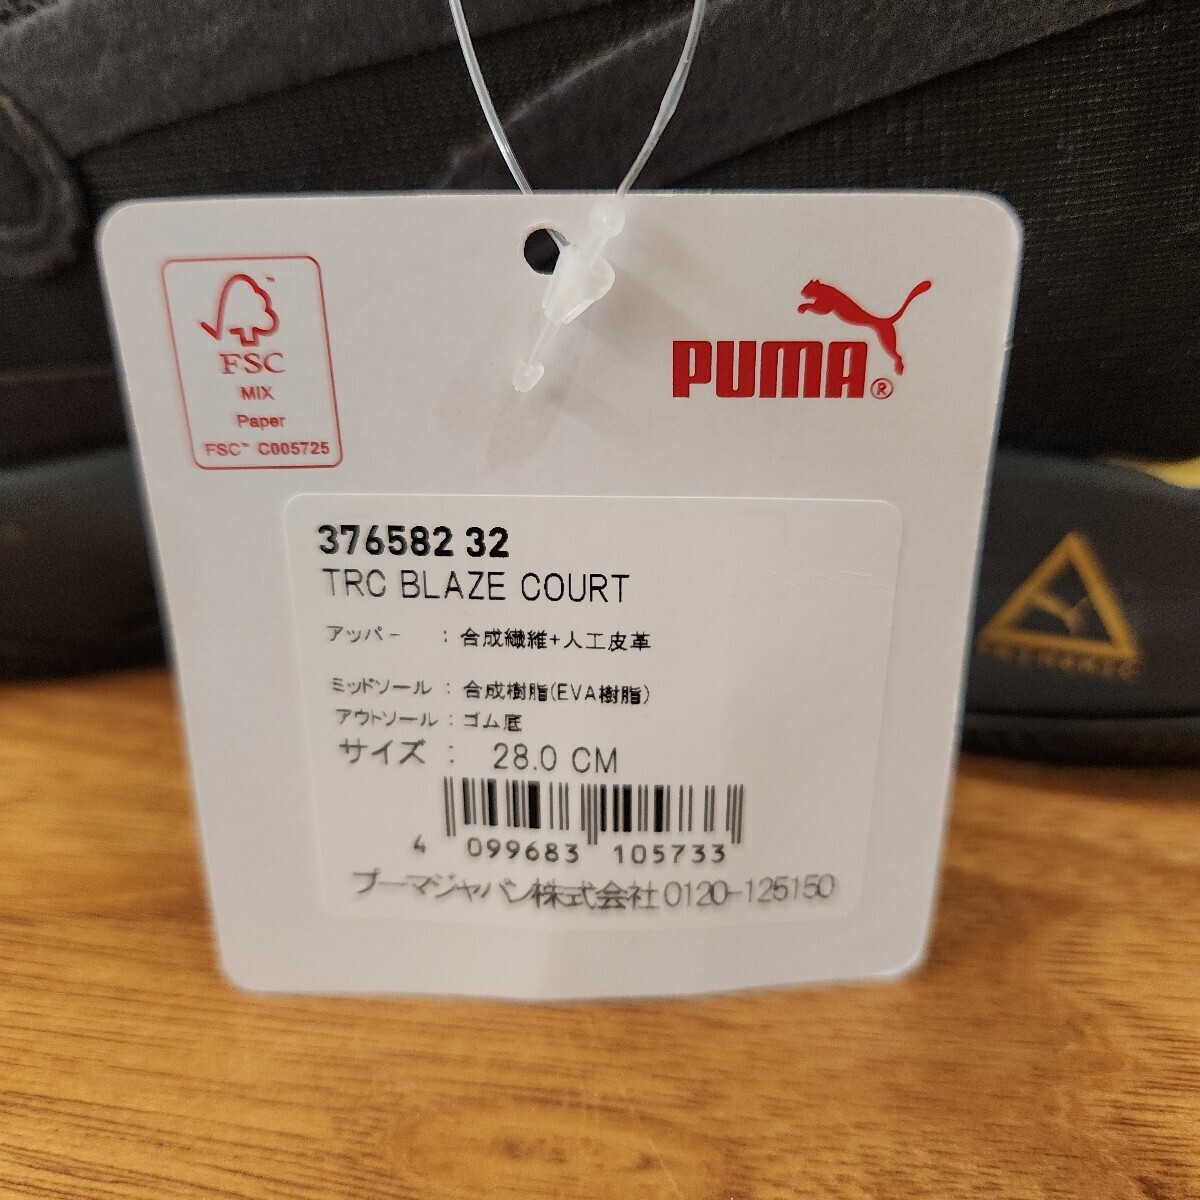 FSC™
MIX
Paper
FSC™ C005725
PUMA®
376582 32
TRC BLAZE COURT
アッパー : 合成繊維+人工皮革
ミッドソール : 合成樹脂(EVA樹脂)
アウトソール : ゴム底
サイズ : 28.0 CM
4 099683 105733
プーマジャパン株式会社 0120-125150